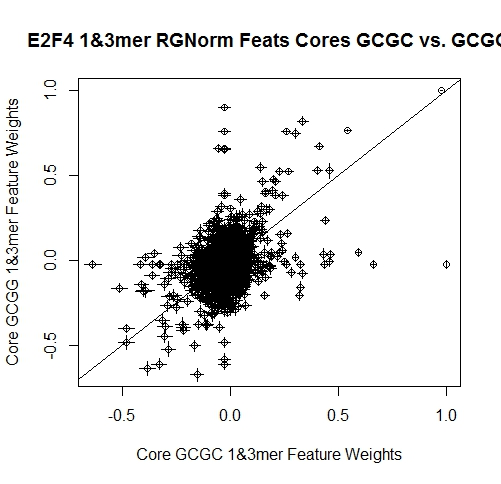 E2F4 1&3mer RGNorm Feats Cores GCGC vs. GCGG
1.0
0.5
0.0
-0.5
Core GCGG 1&3mer Feature Weights
-0.5 0.0 0.5 1.0
Core GCGC 1&3mer Feature Weights